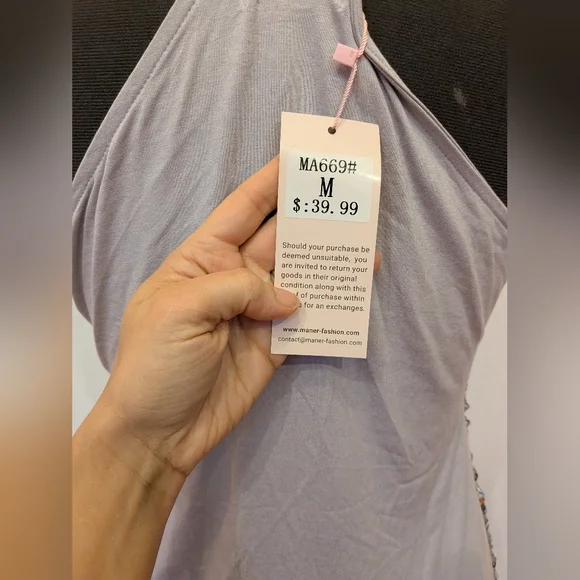 MA669#
M
$:39.99
Should your purchase be
deemed unsuitable, you
are invited to return your
goods in their original
condition along with this
of purchase within
for an exchanges.
www.maner-fashion.com
contact@maner-fashion.com